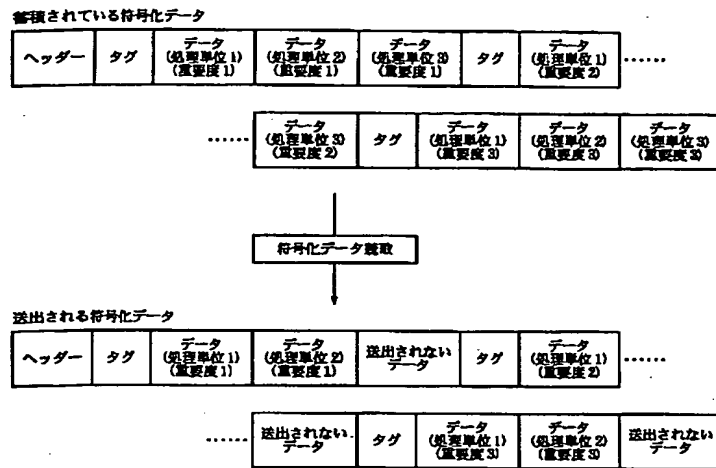 蓄積されている符号化データ
ヘッダー タグ データ (処理単位1) (重要度1) データ (処理単位2) (重要度1) データ (処理単位3) (重要度1) タグ データ (処理単位1) (重要度2) ……
…… データ (処理単位3) (重要度2) タグ データ (処理単位1) (重要度3) データ (処理単位2) (重要度3) データ (処理単位3) (重要度3)
符号化データ読取
送出される符号化データ
ヘッダー タグ データ (処理単位1) (重要度1) データ (処理単位2) (重要度1) 送出されない データ タグ データ (処理単位1) (重要度2) ……
…… 送出されない データ タグ データ (処理単位1) (重要度3) データ (処理単位2) (重要度3) 送出されない データ